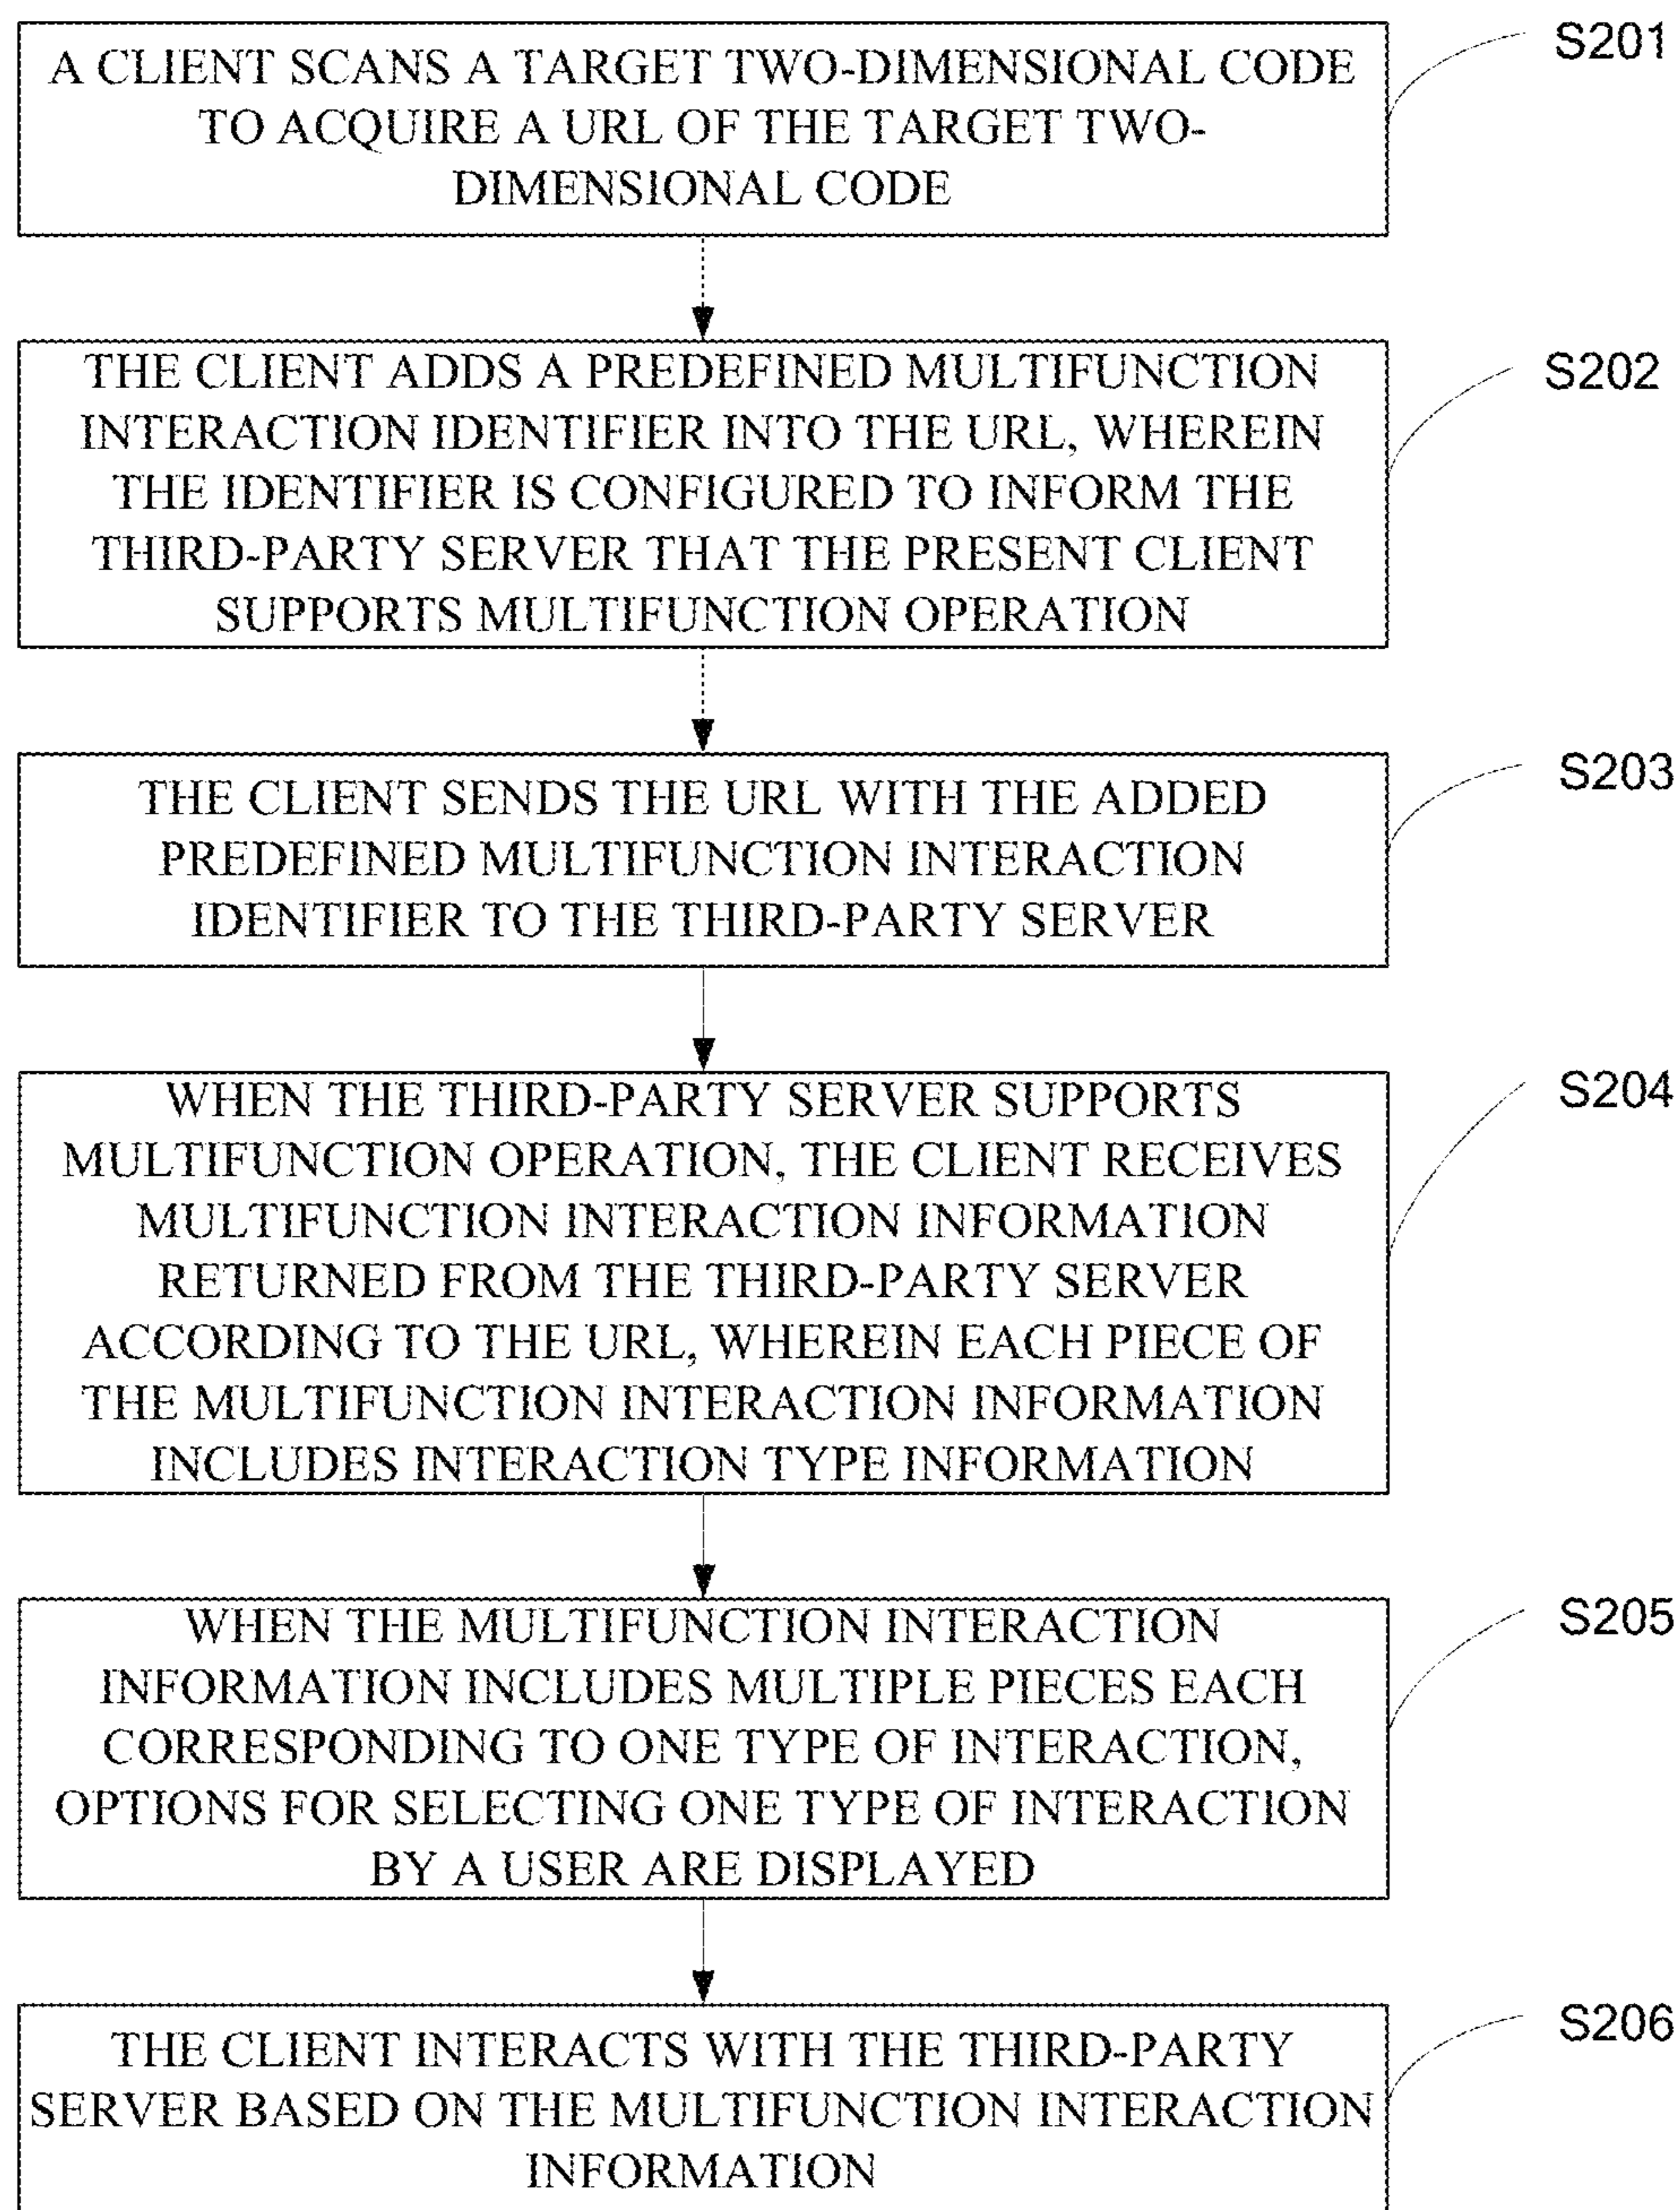 A CLIENT SCANS A TARGET TWO-DIMENSIONAL CODE
TO ACQUIRE A URL OF THE TARGET TWO-
DIMENSIONAL CODE
S201
THE CLIENT ADDS A PREDEFINED MULTIFUNCTION
INTERACTION IDENTIFIER INTO THE URL, WHEREIN
THE IDENTIFIER IS CONFIGURED TO INFORM THE
THIRD-PARTY SERVER THAT THE PRESENT CLIENT
SUPPORTS MULTIFUNCTION OPERATION
S202
THE CLIENT SENDS THE URL WITH THE ADDED
PREDEFINED MULTIFUNCTION INTERACTION
IDENTIFIER TO THE THIRD-PARTY SERVER
S203
WHEN THE THIRD-PARTY SERVER SUPPORTS
MULTIFUNCTION OPERATION, THE CLIENT RECEIVES
MULTIFUNCTION INTERACTION INFORMATION
RETURNED FROM THE THIRD-PARTY SERVER
ACCORDING TO THE URL, WHEREIN EACH PIECE OF
THE MULTIFUNCTION INTERACTION INFORMATION
INCLUDES INTERACTION TYPE INFORMATION
S204
WHEN THE MULTIFUNCTION INTERACTION
INFORMATION INCLUDES MULTIPLE PIECES EACH
CORRESPONDING TO ONE TYPE OF INTERACTION,
OPTIONS FOR SELECTING ONE TYPE OF INTERACTION
BY A USER ARE DISPLAYED
S205
THE CLIENT INTERACTS WITH THE THIRD-PARTY
SERVER BASED ON THE MULTIFUNCTION INTERACTION
INFORMATION
S206